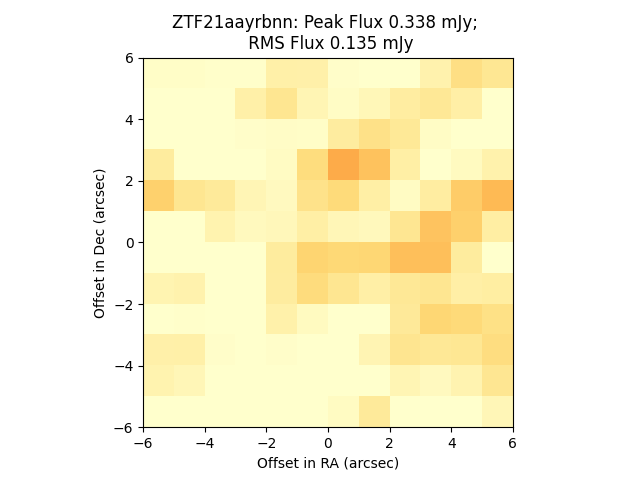 ZTF21aayrbnn: Peak Flux 0.338 mJy;
RMS Flux 0.135 mJy
6
4
2
0
−2
−4
−6
Offset in Dec (arcsec)
−6 −4 −2 0 2 4 6
Offset in RA (arcsec)